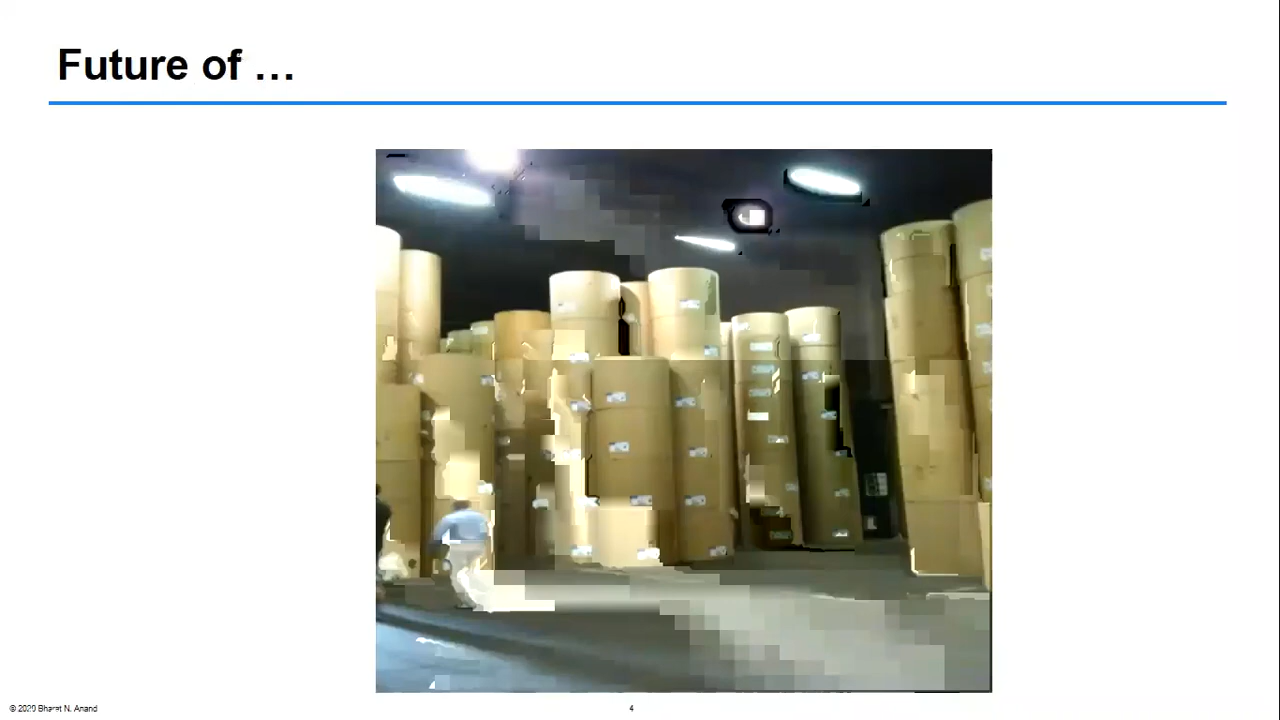 Future of …
© 2020 Bharat N. Anand
4